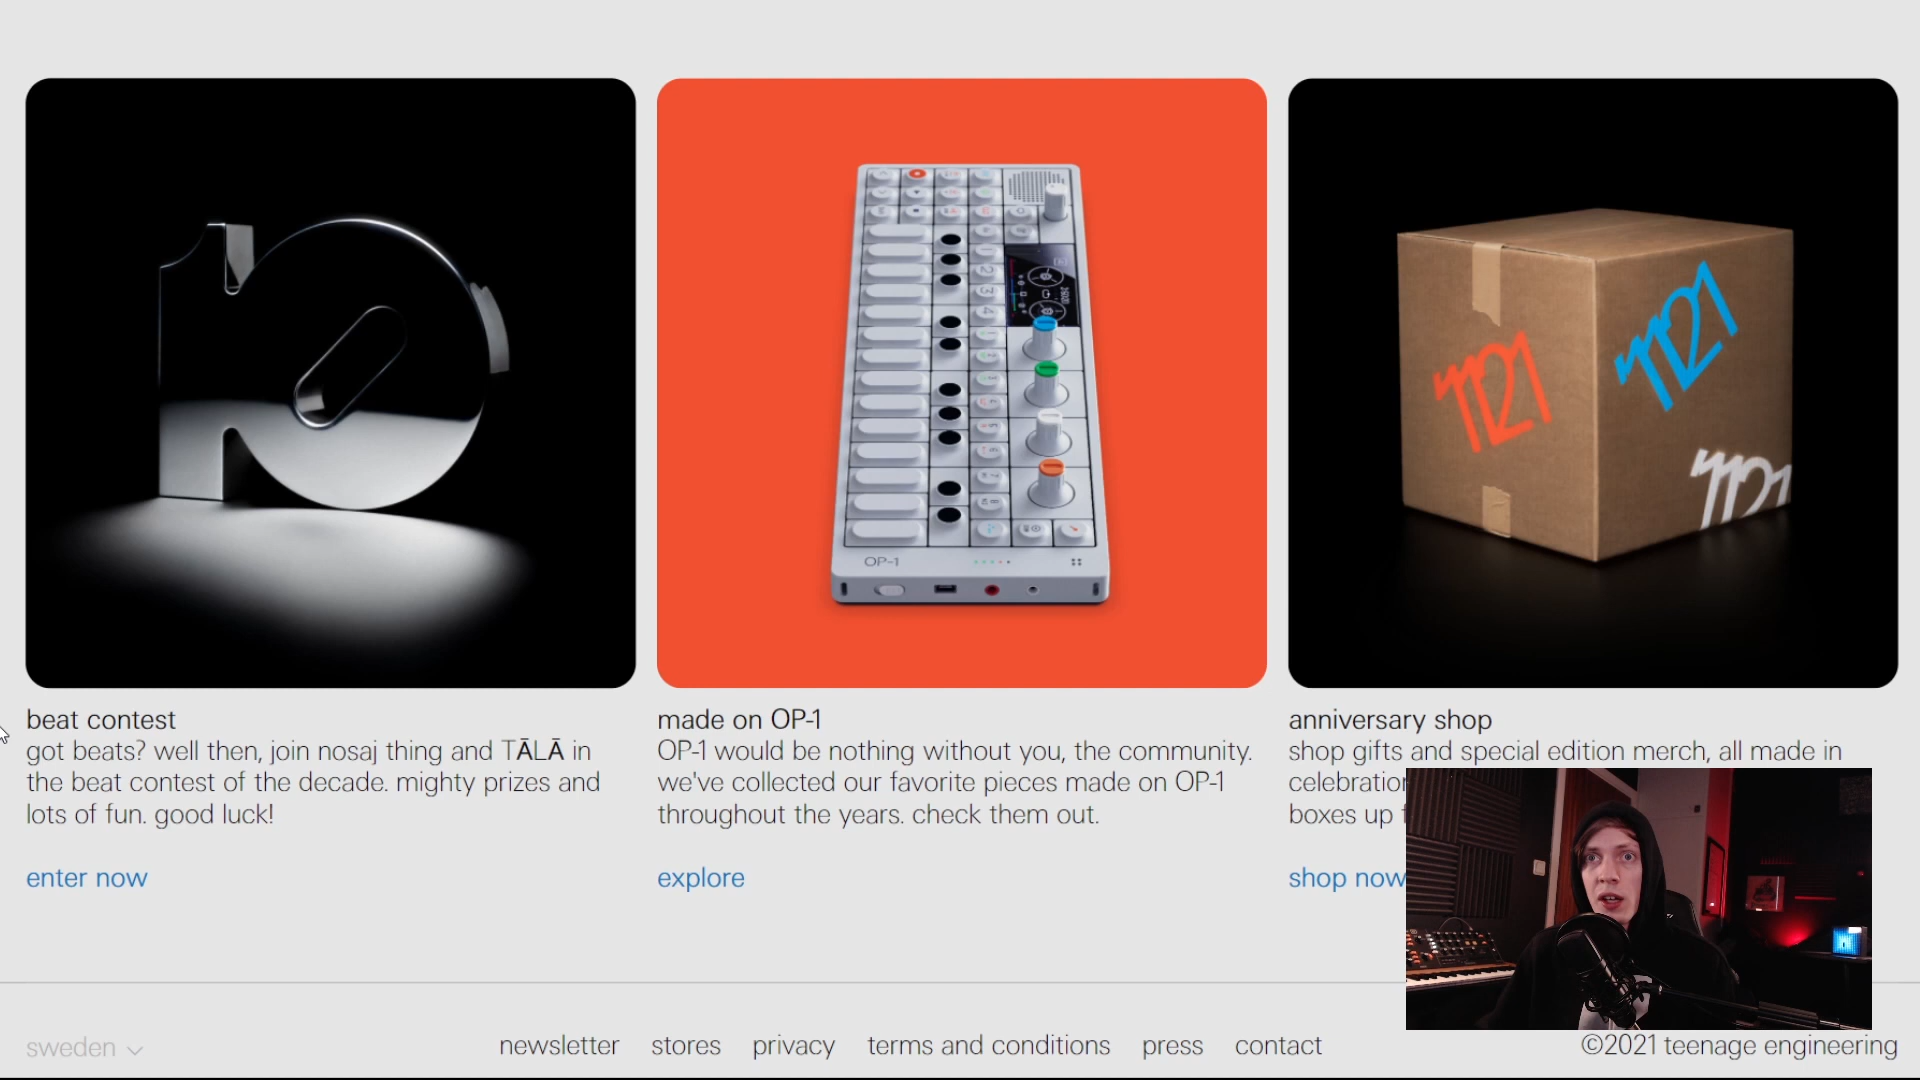 OP-1
1121
1121
1121
beat contest
got beats? well then, join nosaj thing and TĀLĀ in
the beat contest of the decade. mighty prizes and
lots of fun. good luck!
enter now
made on OP-1
OP-1 would be nothing without you, the community.
we've collected our favorite pieces made on OP-1
throughout the years. check them out.
explore
anniversary shop
shop gifts and special edition merch, all made in
boxes up
shop now
sweden
newsletter stores privacy terms and conditions press contact
©2021 teenage engineering